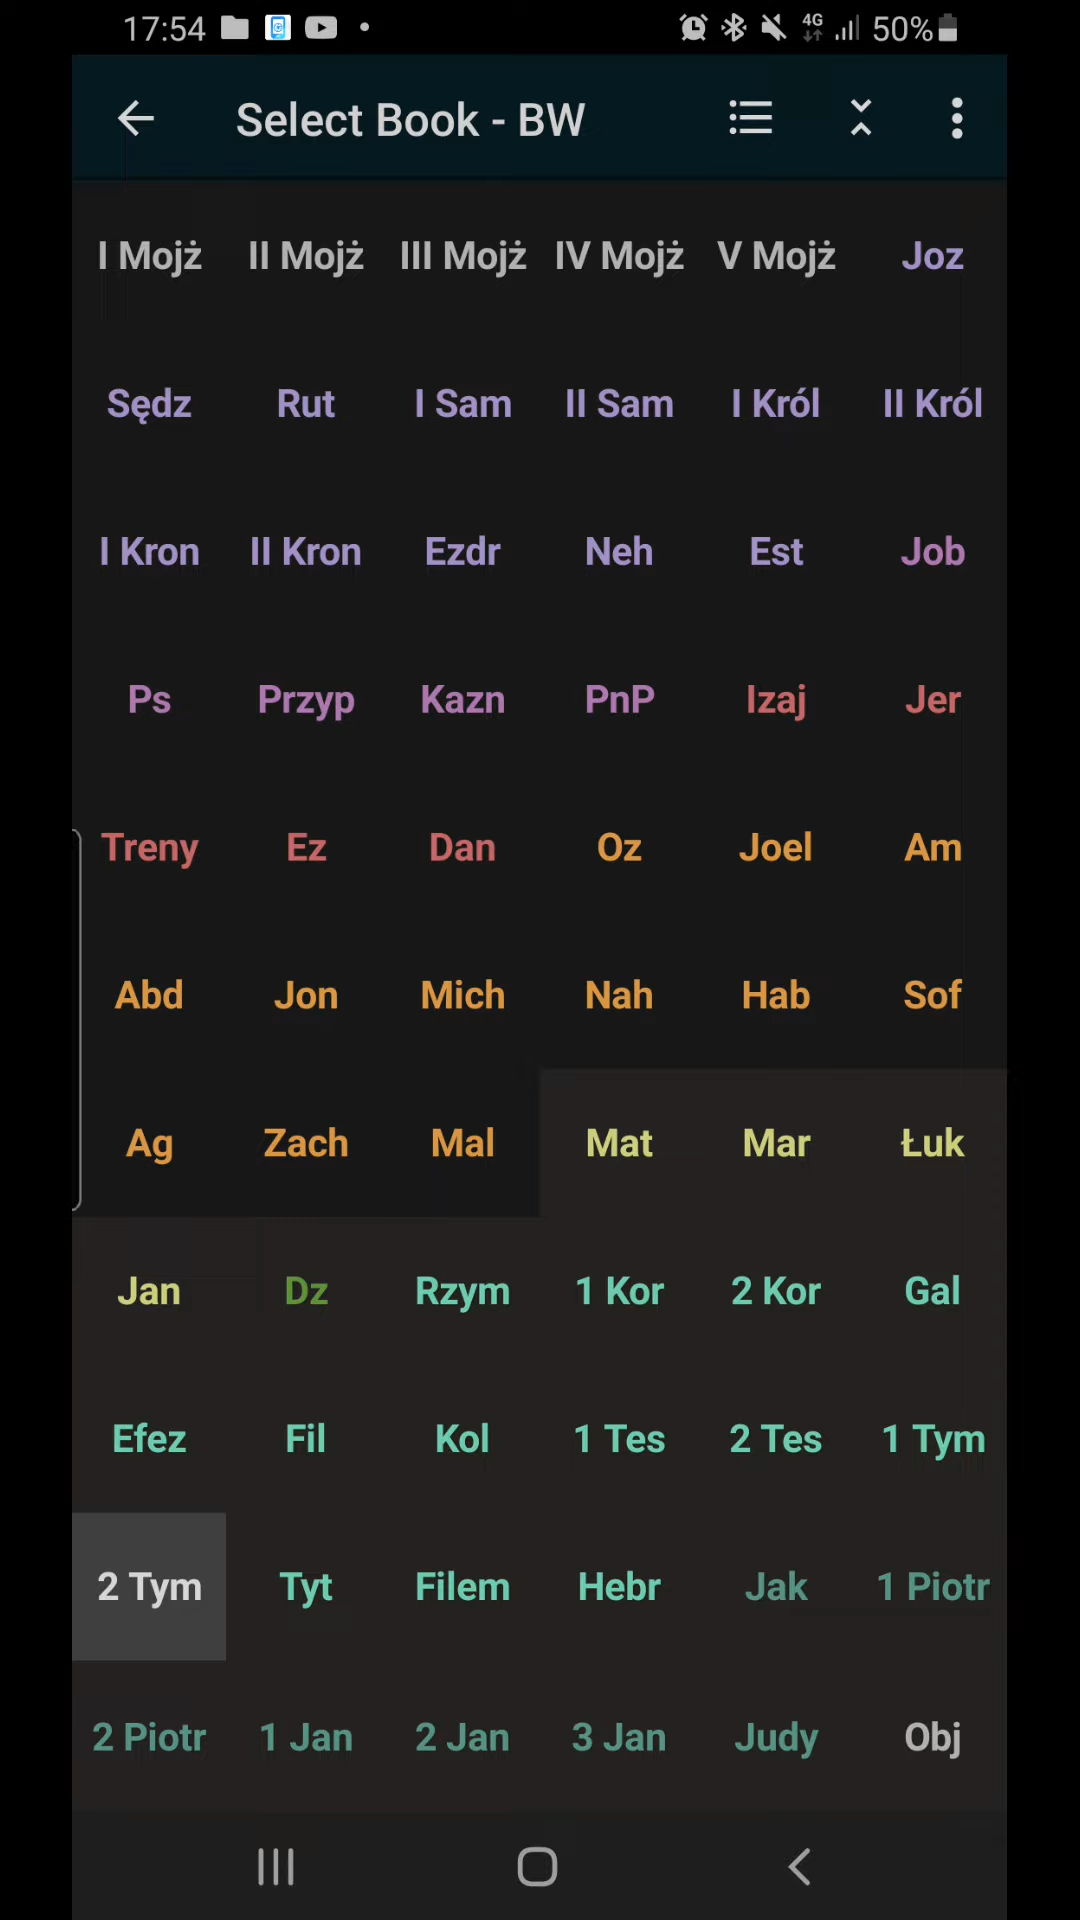 17:54 4G 50%
Select Book - BW
I Mojż II Mojż III Mojż IV Mojż V Mojż Joz
Sędz Rut I Sam II Sam I Król II Król
I Kron II Kron Ezdr Neh Est Job
Ps Przyp Kazn PnP Izaj Jer
Treny Ez Dan Oz Joel Am
Abd Jon Mich Nah Hab Sof
Ag Zach Mal Mat Mar Łuk
Jan Dz Rzym 1 Kor 2 Kor Gal
Efez Fil Kol 1 Tes 2 Tes 1 Tym
2 Tym Tyt Filem Hebr Jak 1 Piotr
2 Piotr 1 Jan 2 Jan 3 Jan Judy Obj